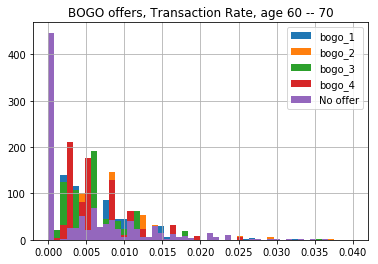 BOGO offers, Transaction Rate, age 60 -- 70
bogo_1
bogo_2
bogo_3
bogo_4
No offer
400
300
200
100
0
0.000 0.005 0.010 0.015 0.020 0.025 0.030 0.035 0.040